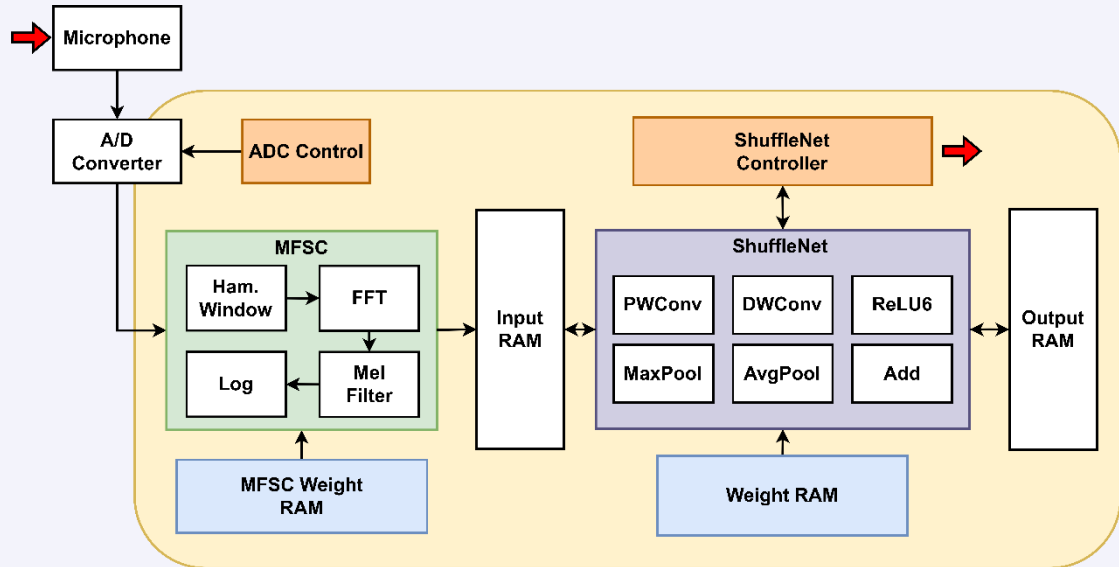 Microphone
A/D
Converter
ADC Control
ShuffleNet
Controller
MFSC
Ham.
Window
FFT
Log
Mel
Filter
MFSC Weight
RAM
Input
RAM
ShuffleNet
PWConv
DWConv
ReLU6
MaxPool
AvgPool
Add
Weight RAM
Output
RAM